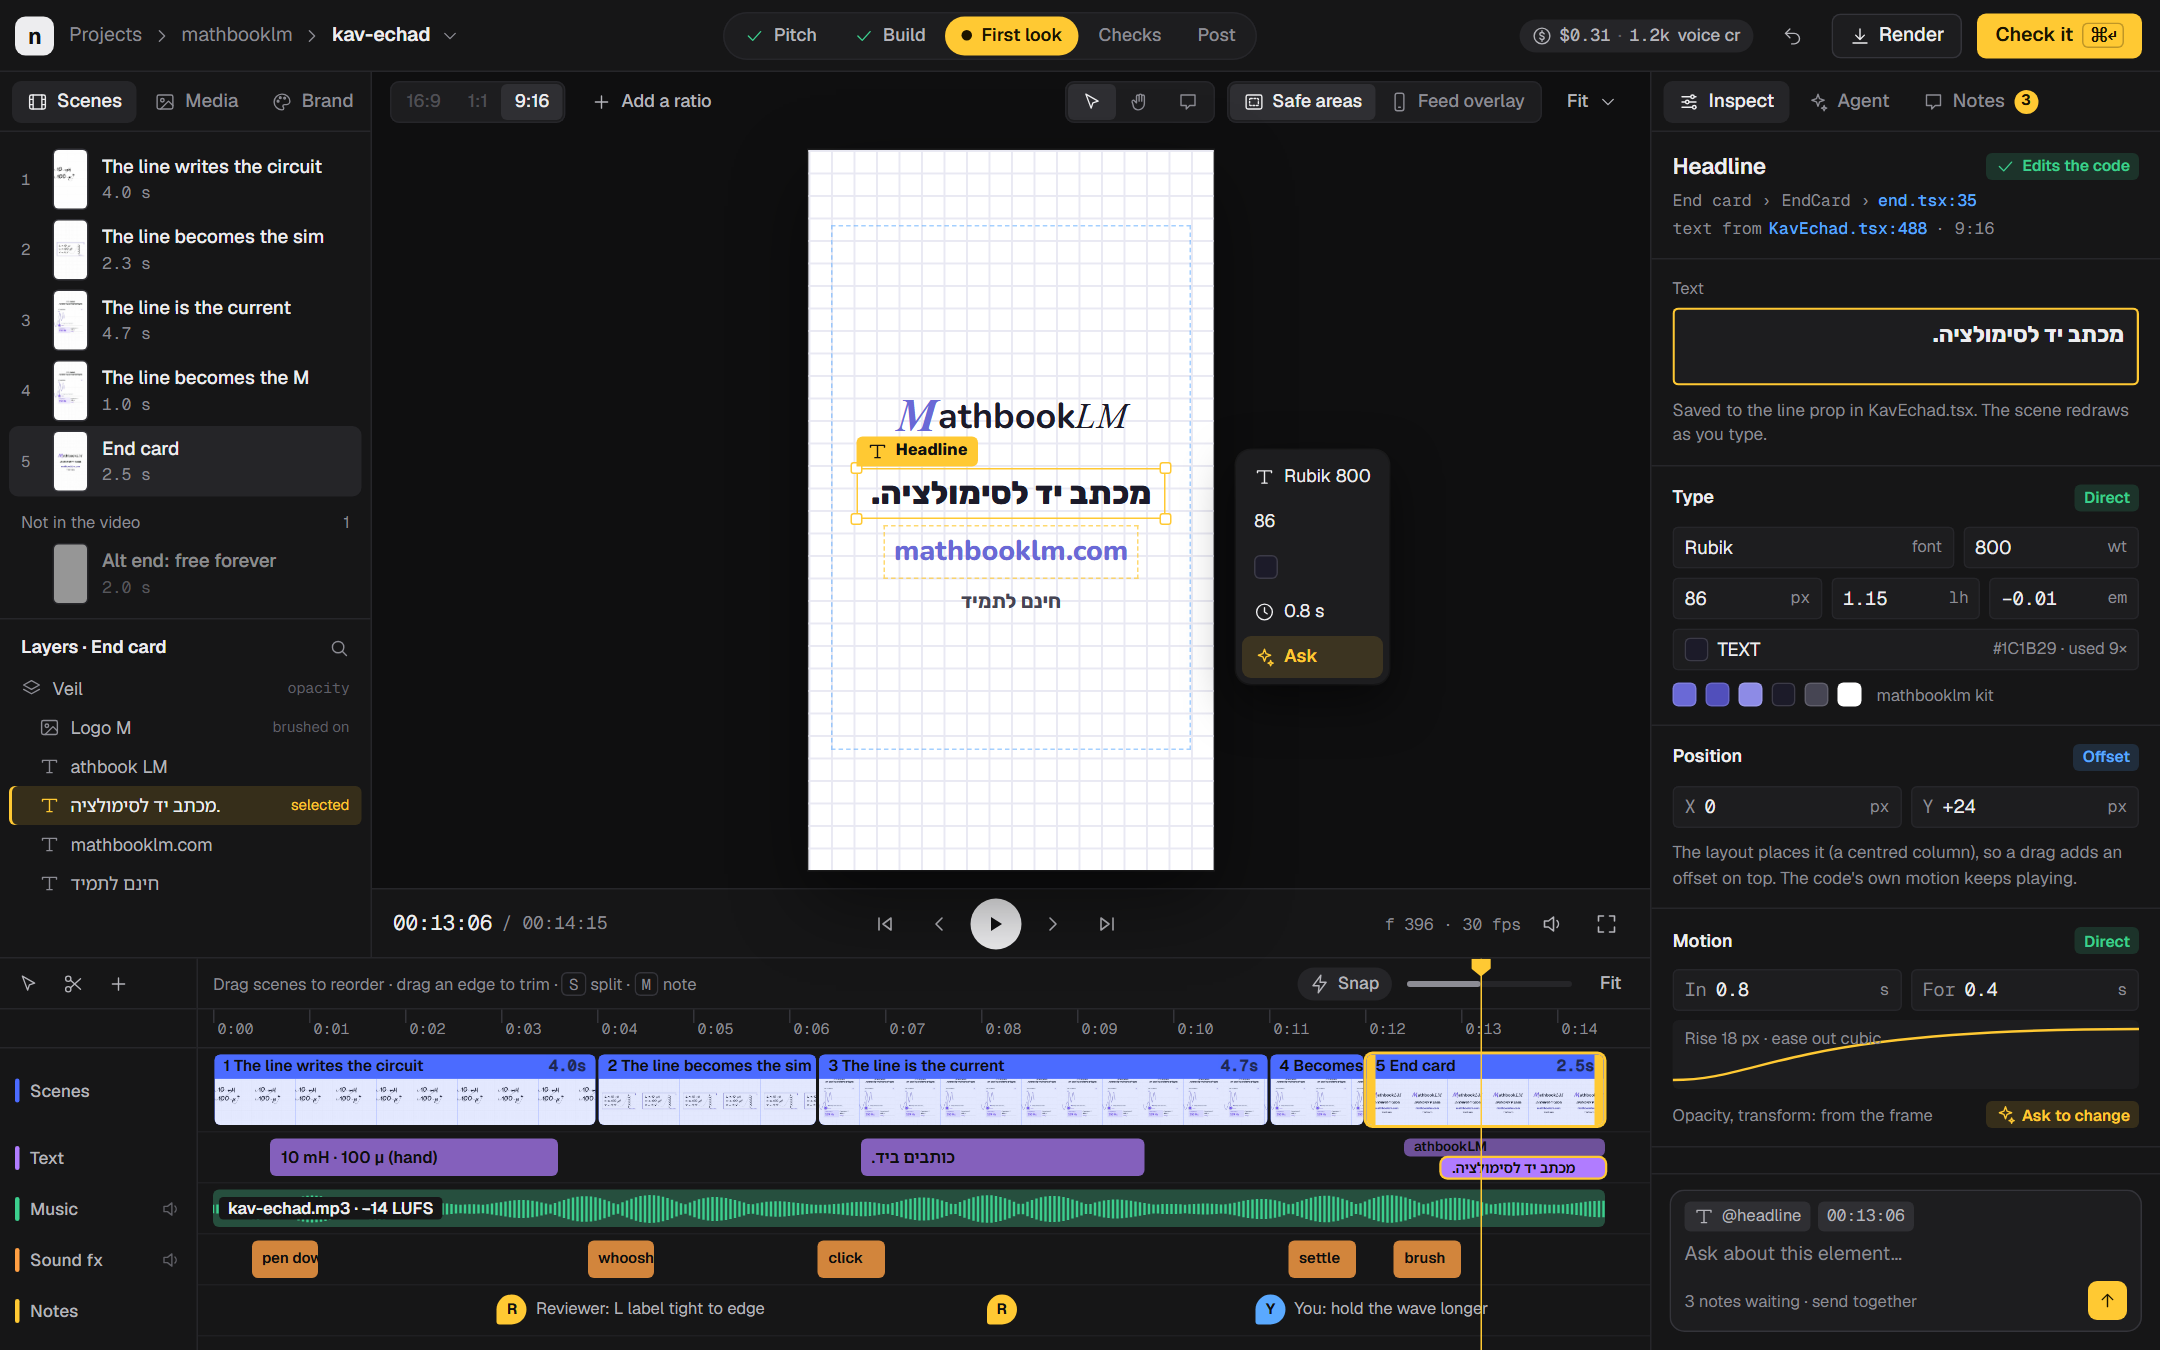 n Projects > mathbooklm > kav-echad
Pitch Build First look Checks Post
$0.31 · 1.2k voice cr
Render
Check it ⌘↵
Scenes Media Brand
16:9 1:1 9:16 + Add a ratio
Safe areas Feed overlay Fit
Inspect Agent Notes 3
1 The line writes the circuit
4.0 s
2 The line becomes the sim
2.3 s
3 The line is the current
4.7 s
4 The line becomes the M
1.0 s
5 End card
2.5 s
Not in the video 1
Alt end: free forever
2.0 s
Layers · End card
Veil opacity
Logo M brushed on
athbook LM
מכתב יד לסימולציה. selected
mathbooklm.com
חינם לתמיד
MathbookLM
Headline
מכתב יד לסימולציה.
mathbooklm.com
חינם לתמיד
Rubik 800
86
0.8 s
Ask
Headline
Edits the code
End card › EndCard › end.tsx:35
text from KavEchad.tsx:488 · 9:16
Text
מכתב יד לסימולציה.
Saved to the line prop in KavEchad.tsx. The scene redraws
as you type.
Type Direct
Rubik font 800 wt
86 px 1.15 lh −0.01 em
TEXT #1C1B29 · used 9×
mathbooklm kit
Position Offset
X 0 px Y +24 px
The layout places it (a centred column), so a drag adds an
offset on top. The code's own motion keeps playing.
Motion Direct
In 0.8 s For 0.4 s
Rise 18 px · ease out cubic
Opacity, transform: from the frame Ask to change
@headline 00:13:06
Ask about this element…
3 notes waiting · send together
00:13:06 / 00:14:15
f 396 · 30 fps
Drag scenes to reorder · drag an edge to trim · S split · M note
Snap Fit
0:00 0:01 0:02 0:03 0:04 0:05 0:06 0:07 0:08 0:09 0:10 0:11 0:12 0:13 0:14
Scenes
1 The line writes the circuit 4.0s
2 The line becomes the sim
3 The line is the current 4.7s
4 Becomes
5 End card 2.5s
Text
10 mH · 100 µ (hand)
כותבים ביד.
athbookLM
מכתב יד לסימולציה.
Music
kav-echad.mp3 · −14 LUFS
Sound fx
pen dow
whoosh
click
settle
brush
Notes
R Reviewer: L label tight to edge
R
Y You: hold the wave longer